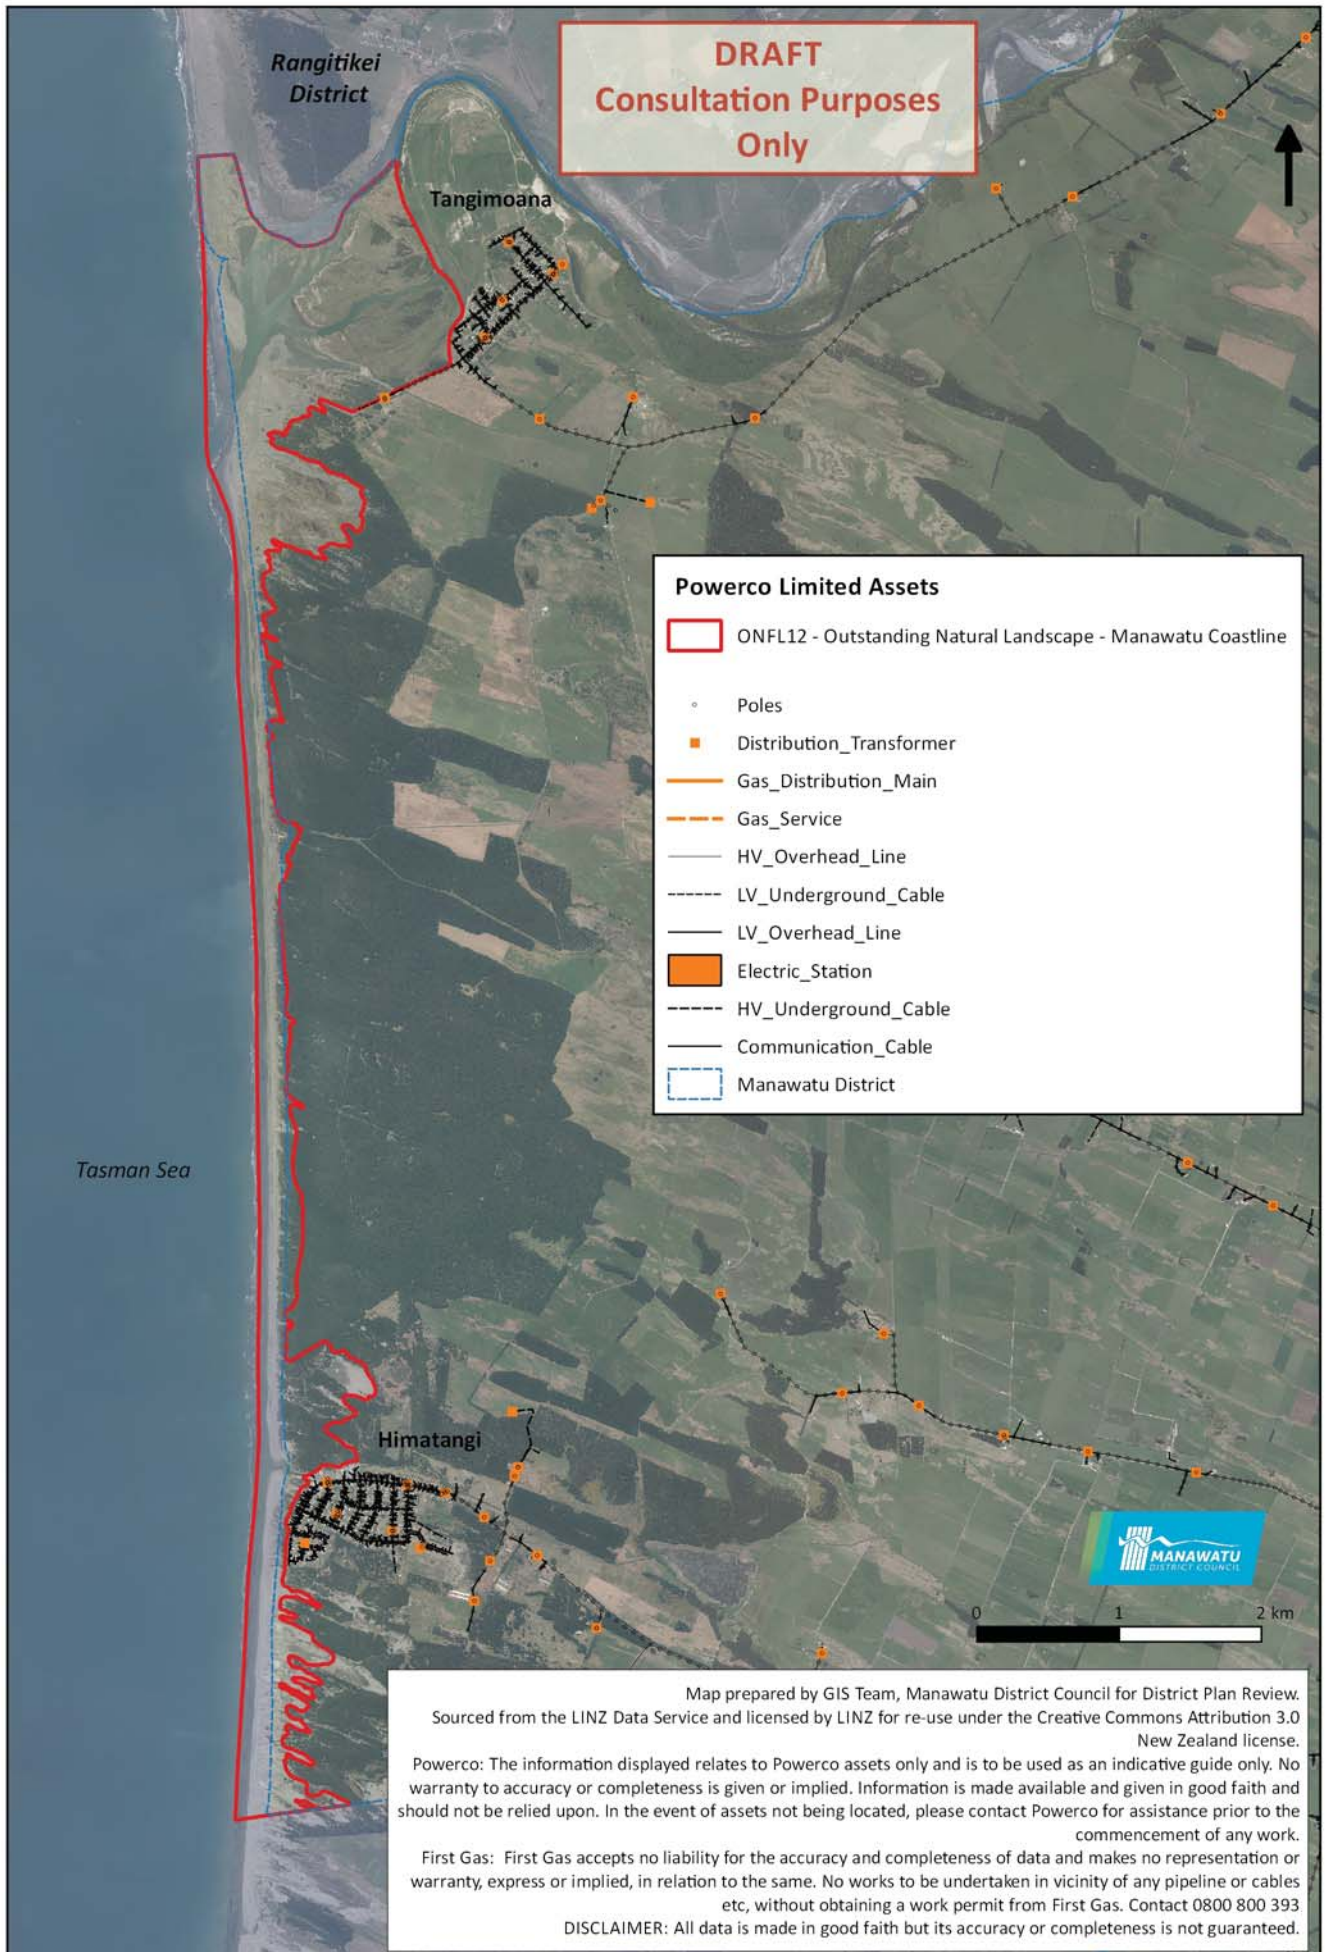 Rangitikei
District
DRAFT
Consultation Purposes
Only
Tangimoana
Powerco Limited Assets
ONFL12 - Outstanding Natural Landscape - Manawatu Coastline
Poles
Distribution_Transformer
Gas_Distribution_Main
Gas_Service
HV_Overhead_Line
LV_Underground_Cable
LV_Overhead_Line
Electric_Station
HV_Underground_Cable
Communication_Cable
Manawatu District
Tasman Sea
Himatangi
MANAWATU
DISTRICT COUNCIL
0 1 2 km
Map prepared by GIS Team, Manawatu District Council for District Plan Review.
Sourced from the LINZ Data Service and licensed by LINZ for re-use under the Creative Commons Attribution 3.0
New Zealand license.
Powerco: The information displayed relates to Powerco assets only and is to be used as an indicative guide only. No
warranty to accuracy or completeness is given or implied. Information is made available and given in good faith and
should not be relied upon. In the event of assets not being located, please contact Powerco for assistance prior to the
commencement of any work.
First Gas: First Gas accepts no liability for the accuracy and completeness of data and makes no representation or
warranty, express or implied, in relation to the same. No works to be undertaken in vicinity of any pipeline or cables
etc, without obtaining a work permit from First Gas. Contact 0800 800 393
DISCLAIMER: All data is made in good faith but its accuracy or completeness is not guaranteed.